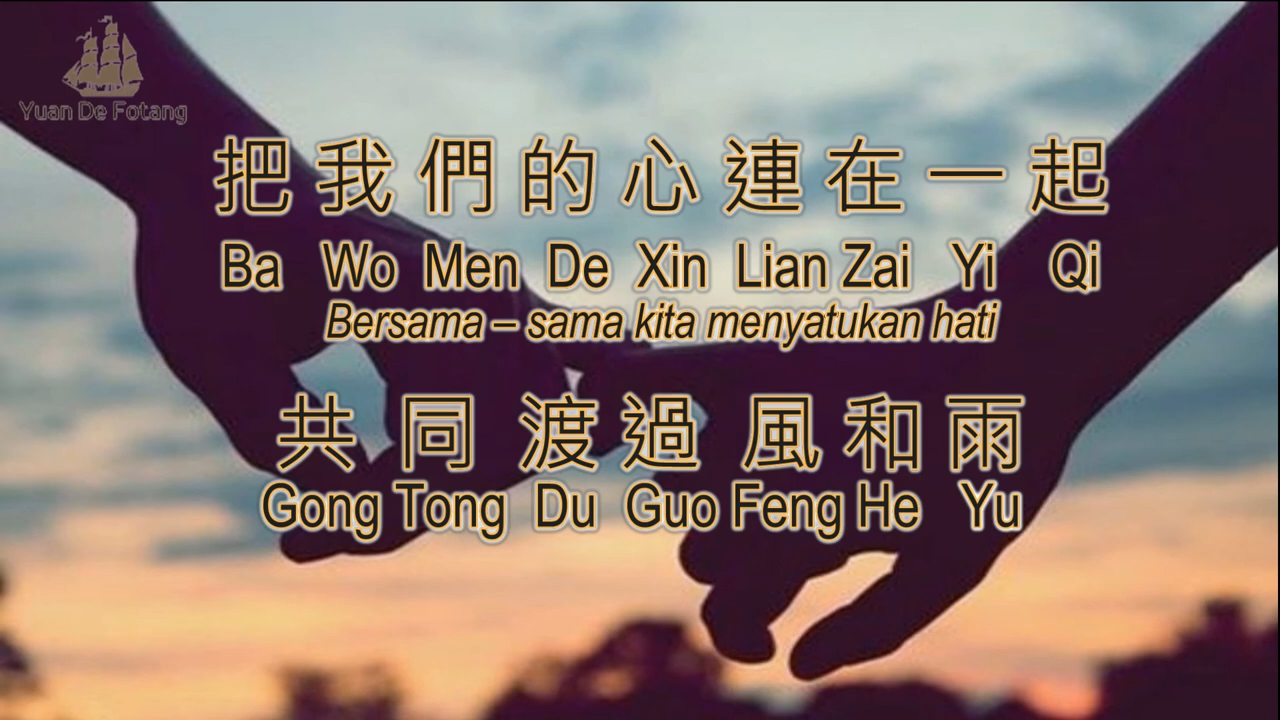 Yuan De Fotang
把我們的心連在一起
Ba Wo Men De Xin Lian Zai Yi Qi
Bersama – sama kita menyatukan hati
共同渡過風和雨
Gong Tong Du Guo Feng He Yu